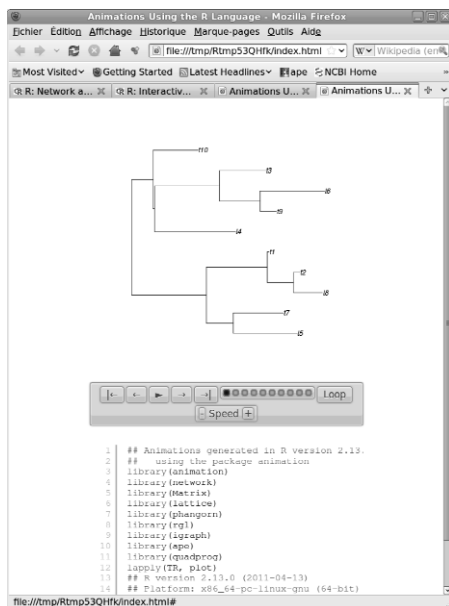 Animations Using the R Language - Mozilla Firefox
Fichier Édition Affichage Historique Marque-pages Outils Aide
file:///tmp/Rtmp53QHfk/index.html W Wikipedia (en
Most Visited Getting Started Latest Headlines ape NCBI Home
R: Network a... R: Interactiv... Animations U... Animations U...
t10
t3
t6
t9
t4
t1
t2
t8
t7
t5
Loop
- Speed +
1 ## Animations generated in R version 2.13.
2 ## using the package animation
3 library(animation)
4 library(network)
5 library(Matrix)
6 library(lattice)
7 library(phangorn)
8 library(rgl)
9 library(igraph)
10 library(ape)
11 library(quadprog)
12 lapply(TR, plot)
13 ## R version 2.13.0 (2011-04-13)
14 ## Platform: x86_64-pc-linux-gnu (64-bit)
file:///tmp/Rtmp53QHfk/index.html#